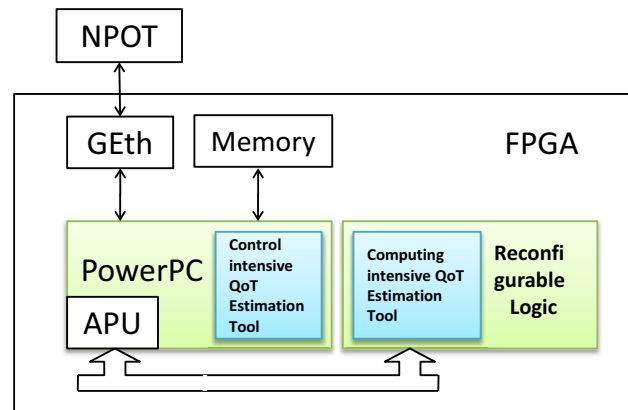 NPOT
GEth
Memory
FPGA
PowerPC
Control
intensive
QoT
Estimation
Tool
APU
Computing
intensive QoT
Estimation
Tool
Reconfi
gurable
Logic